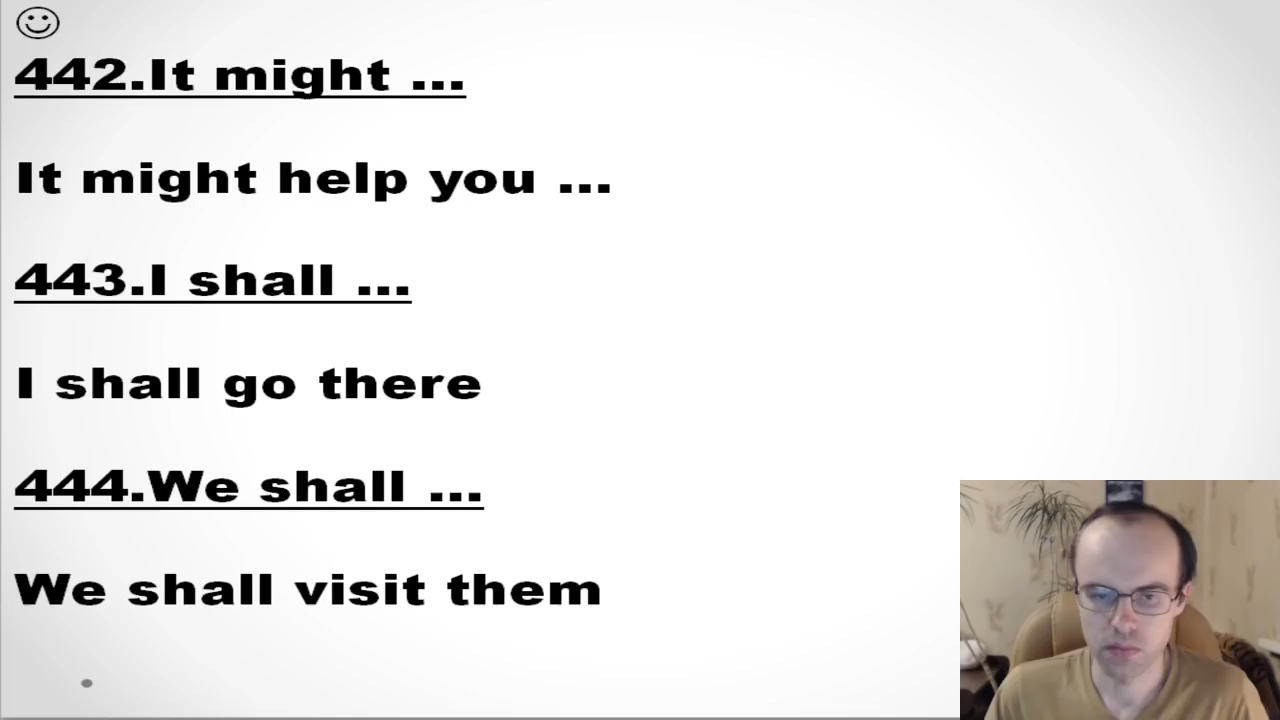 442.It might ...
It might help you ...
443.I shall ...
I shall go there
444.We shall ...
We shall visit them